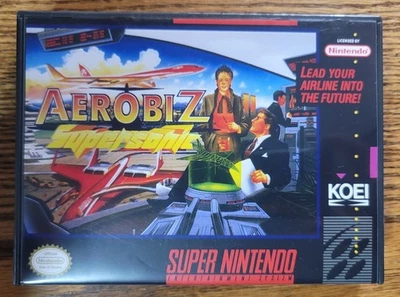 LICENSED BY
Nintendo
LEAD YOUR
AIRLINE INTO
THE FUTURE!
AEROBIZ
Supersonic
KOEI
SUPER NINTENDO
ENTERTAINMENT SYSTEM